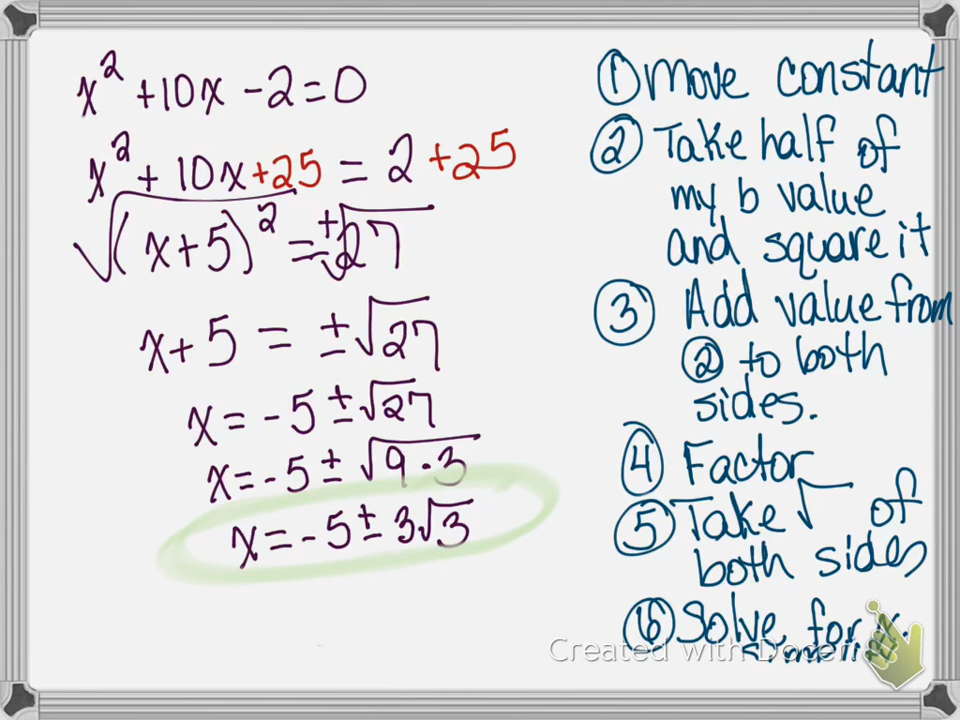 x² + 10x - 2 = 0
x² + 10x + 25 = 2 + 25
√(x + 5)² = ±√27
x + 5 = ±√27
x = -5 ± √27
x = -5 ± √9 · 3
x = -5 ± 3√3
① Move constant
② Take half of
my b value
and square it
③ Add value from
② to both
sides.
④ Factor
⑤ Take √ of
both sides
⑥ Solve for x.
Created with Doceri